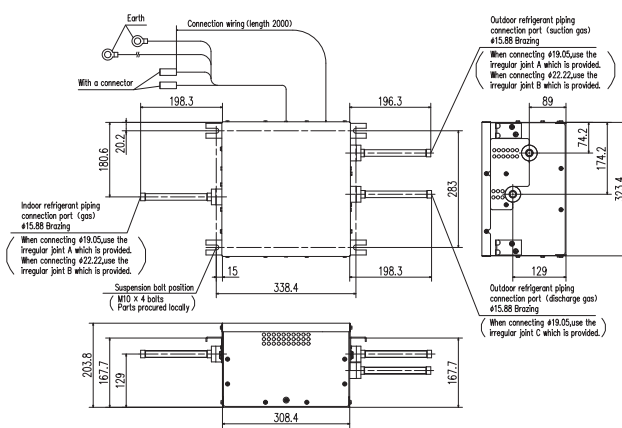 Earth
Connection wiring (length 2000)
With a connector
Outdoor refrigerant piping
connection port (suction gas)
ø15.88 Brazing
( When connecting ø19.05,use the
irregular joint A which is provided.
When connecting ø22.22,use the
irregular joint B which is provided. )
198.3
196.3
89
20.2
180.6
283
74.2
174.2
323.4
Indoor refrigerant piping
connection port (gas)
ø15.88 Brazing
( When connecting ø19.05,use the
irregular joint A which is provided.
When connecting ø22.22,use the
irregular joint B which is provided. )
15
198.3
129
338.4
Suspension bolt position
( M10 × 4 bolts
Parts procured locally )
Outdoor refrigerant piping
connection port (discharge gas)
ø15.88 Brazing
( When connecting ø19.05,use the
irregular joint C which is provided. )
203.8
167.7
129
167.7
308.4